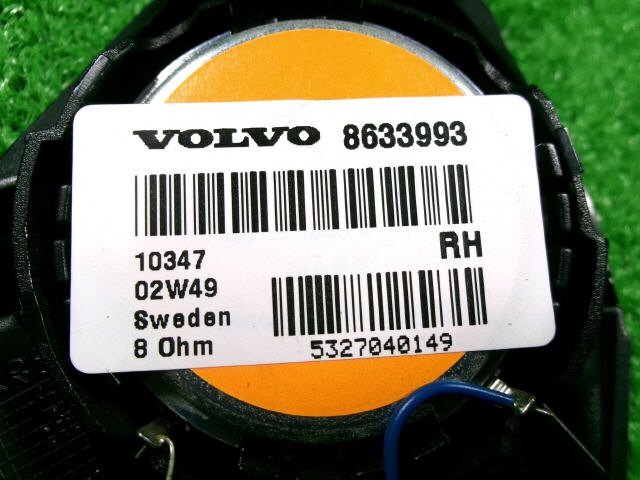 VOLVO 8633993
RH
10347
02W49
Sweden
8 Ohm
5327040149